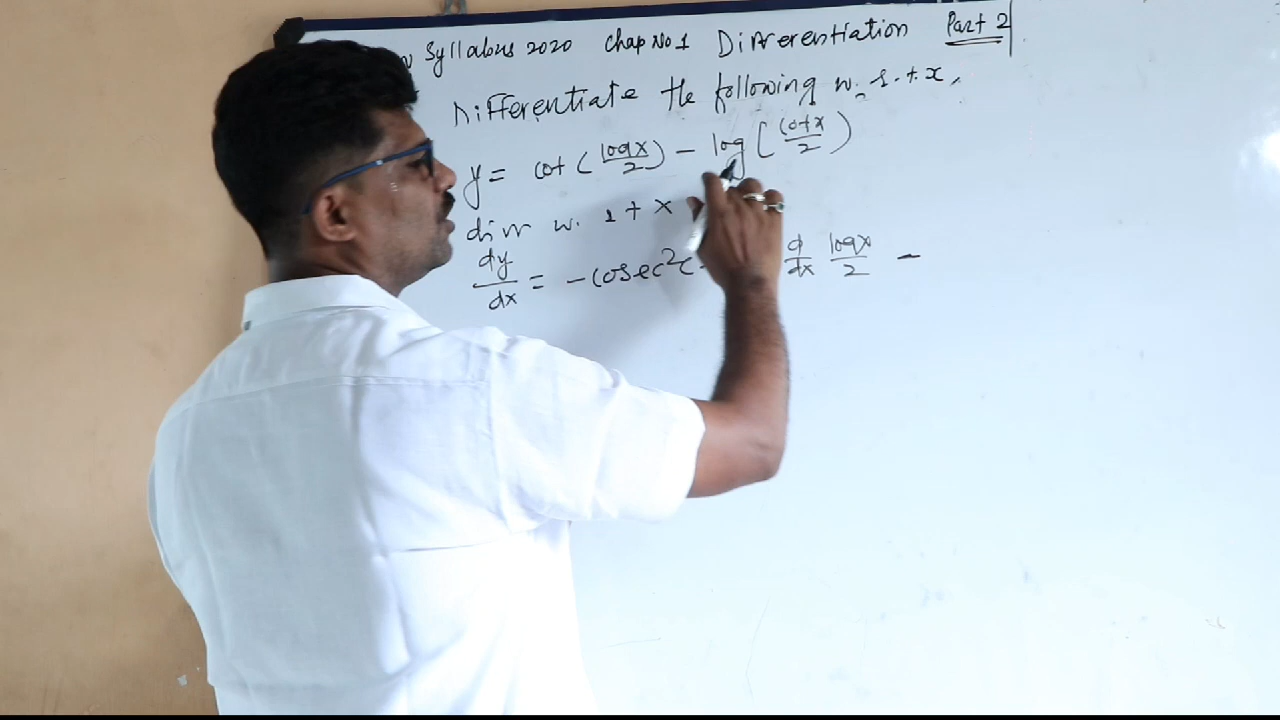 Syllabus 2020 Chap No 1 Differentiation Part 2
Differentiate the following w. r. t x.
y = cot ( logx/2 ) - log [ cotx/2 )
diff w. r t x
dy/dx = - cosec²( d/dx logx/2 -